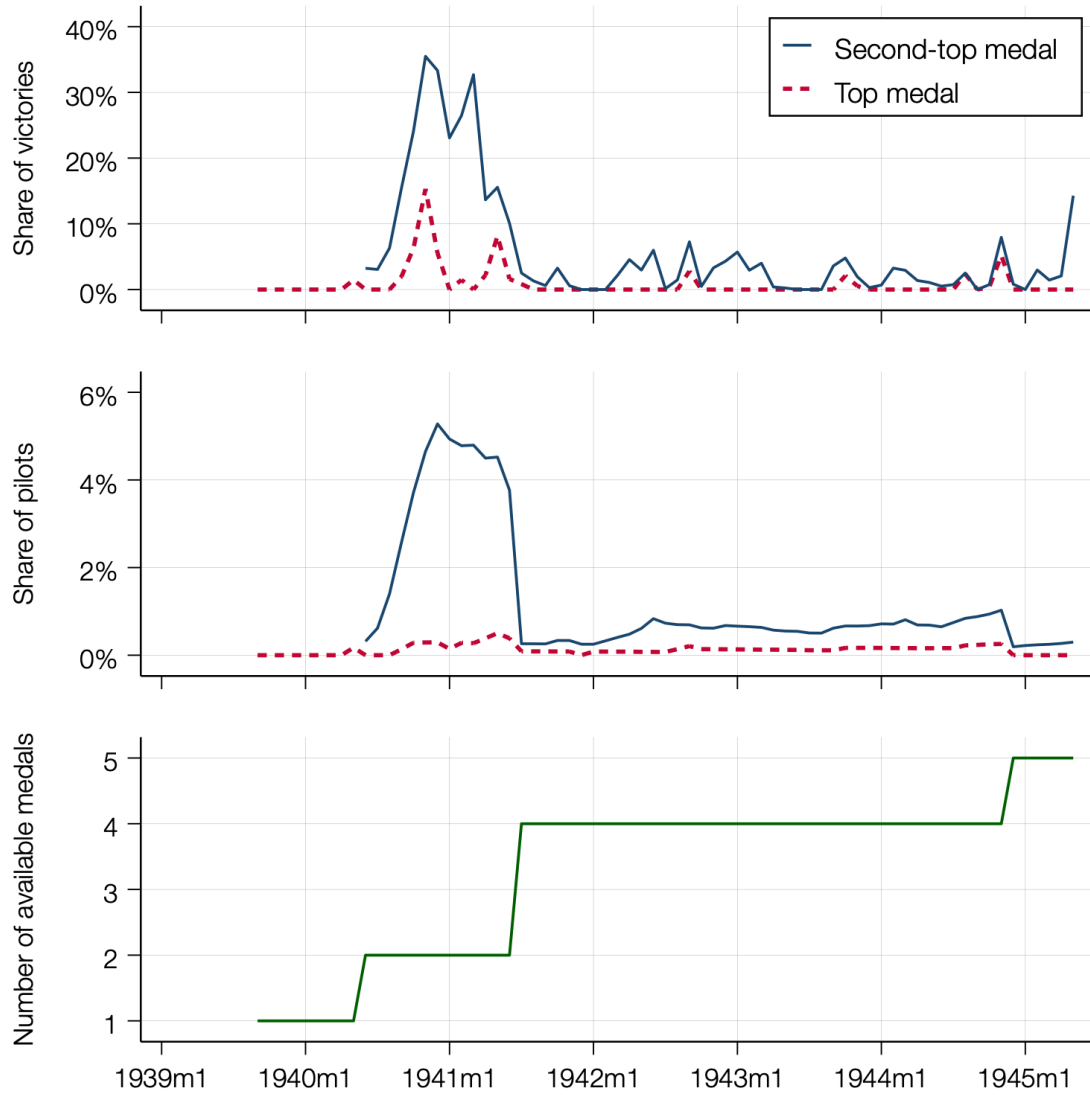 Share of victories
40%
30%
20%
10%
0%
Second-top medal
Top medal
Share of pilots
6%
4%
2%
0%
Number of available medals
5
4
3
2
1
1939m1 1940m1 1941m1 1942m1 1943m1 1944m1 1945m1